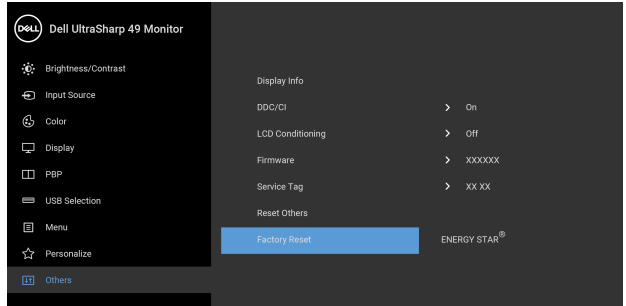 DELL Dell UltraSharp 49 Monitor
Brightness/Contrast
Input Source
Color
Display
PBP
USB Selection
Menu
Personalize
Others
Display Info
DDC/CI > On
LCD Conditioning > Off
Firmware > XXXXXX
Service Tag > XX XX
Reset Others
Factory Reset ENERGY STAR®